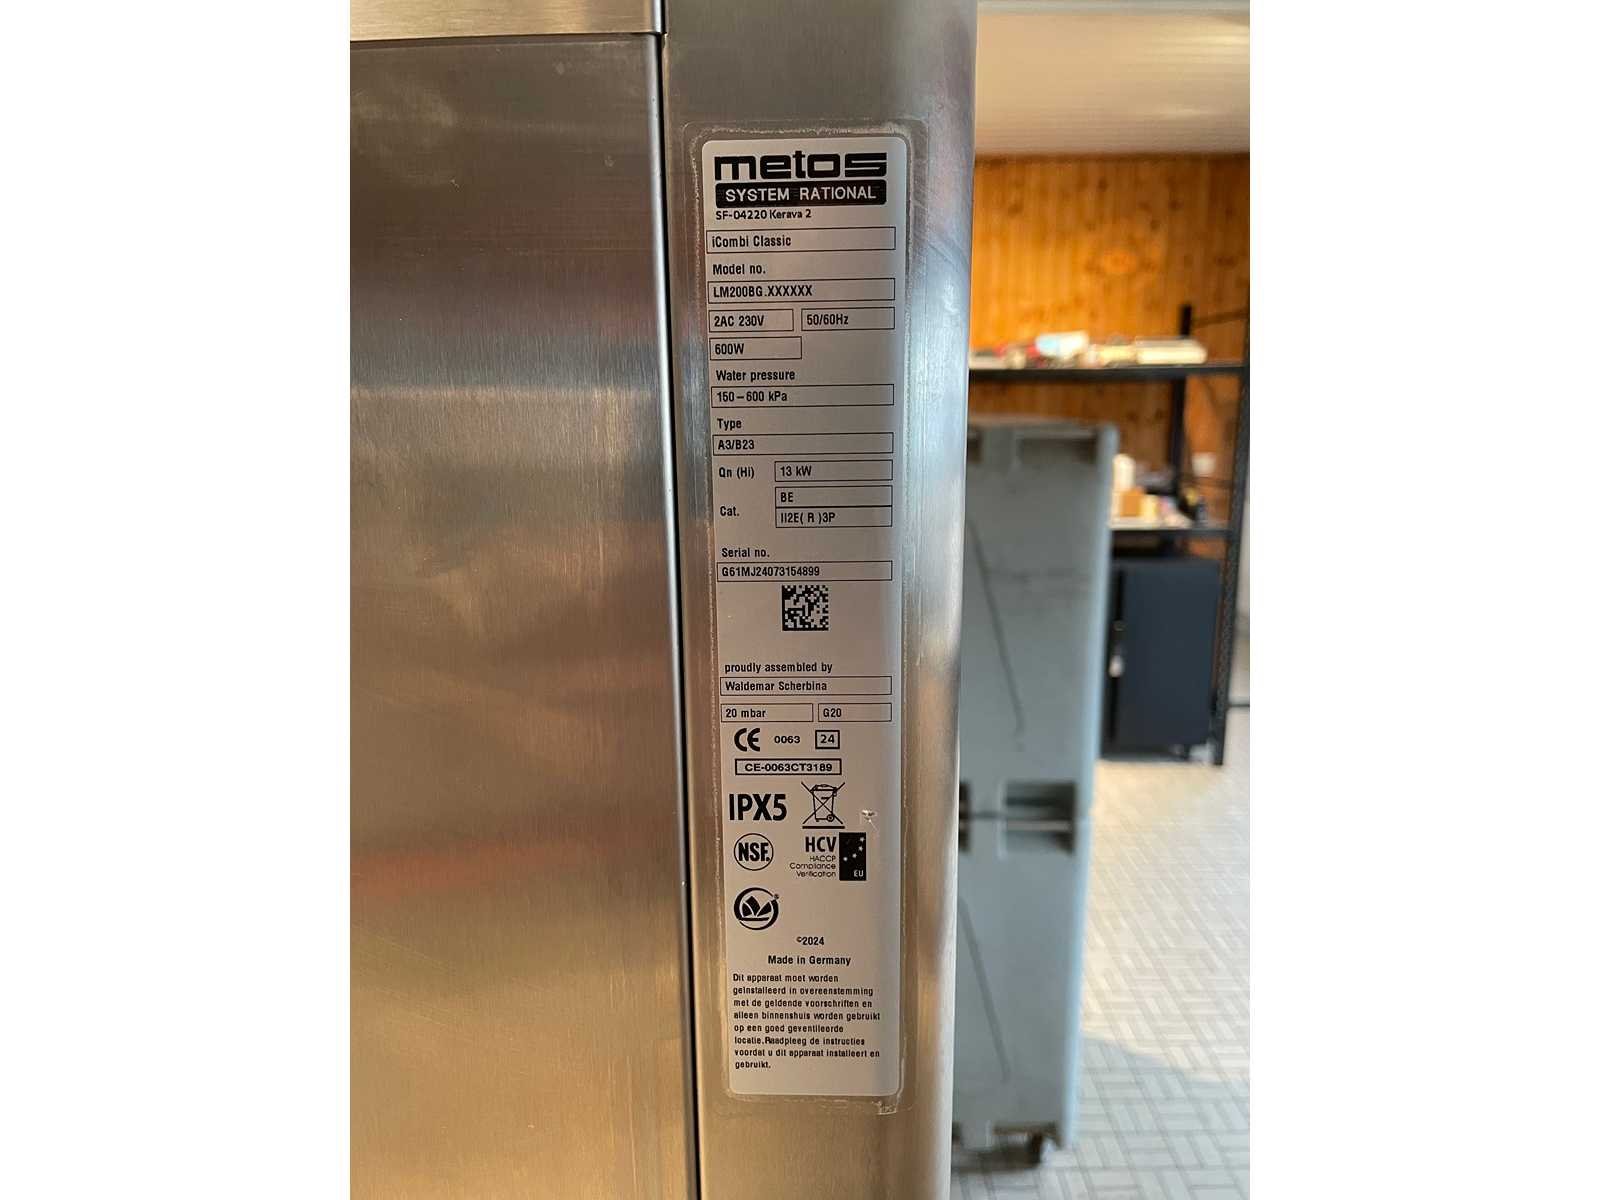 metos
SYSTEM RATIONAL
SF-04220 Kerava 2
iCombi Classic
Model no.
LM200BG.XXXXXX
2AC 230V 50/60Hz
600W
Water pressure
150-600 kPa
Type
A3/B23
Qn (Hi) 13 kW
Cat. BE
II2E( R )3P
Serial no.
G61MJ24073154899
proudly assembled by
Waldemar Scherbina
20 mbar G20
CE 0063 24
CE-0063CT3189
IPX5
NSF.
HCV
HACCP
Compliance
Verification
EU
©2024
Made in Germany
Dit apparaat moet worden
geinstalleerd in overeenstemming
met de geldende voorschriften en
alleen binnenshuis worden gebruikt
op een goed geventileerde
locatie.Raadpleeg de instructies
voordat u dit apparaat installeert en
gebruikt.